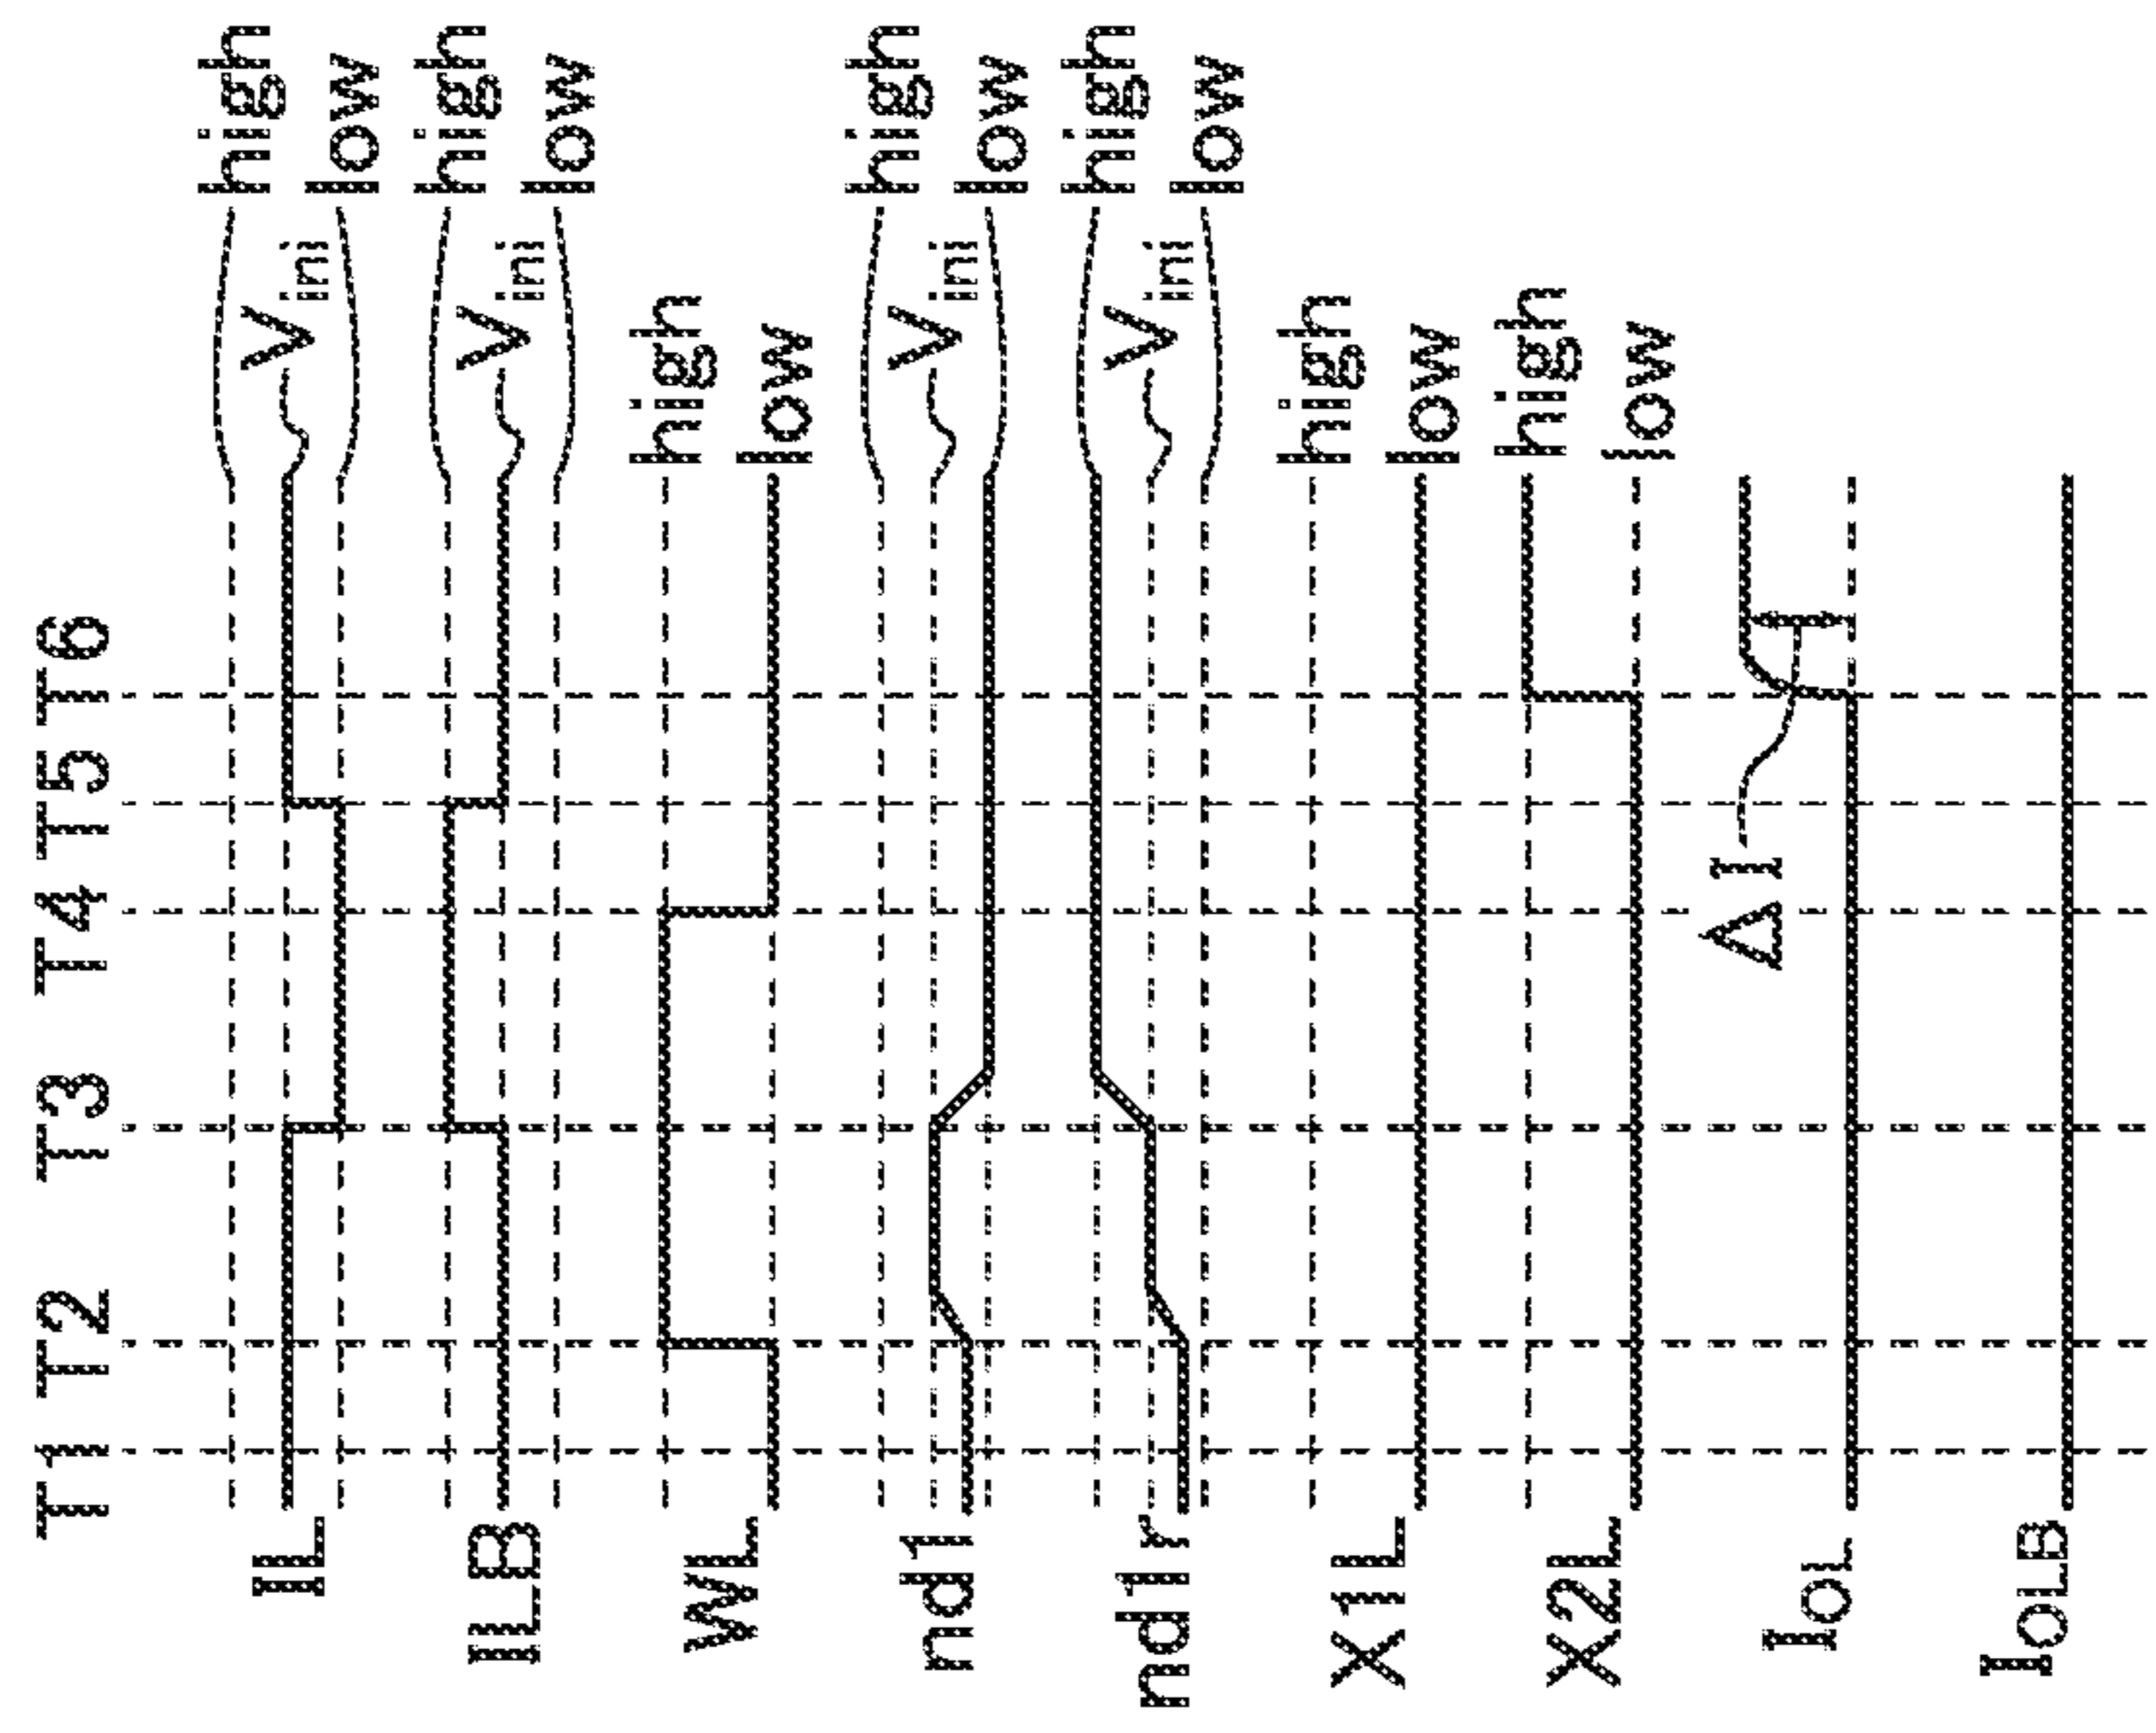 T1 T2 T3 T4 T5 T6
IL
high
Vini
low
ILB
high
Vini
low
WL
high
low
nd1
high
Vini
low
nd1r
high
Vini
low
X1L
high
low
X2L
high
low
IOL
ΔI
IOLB